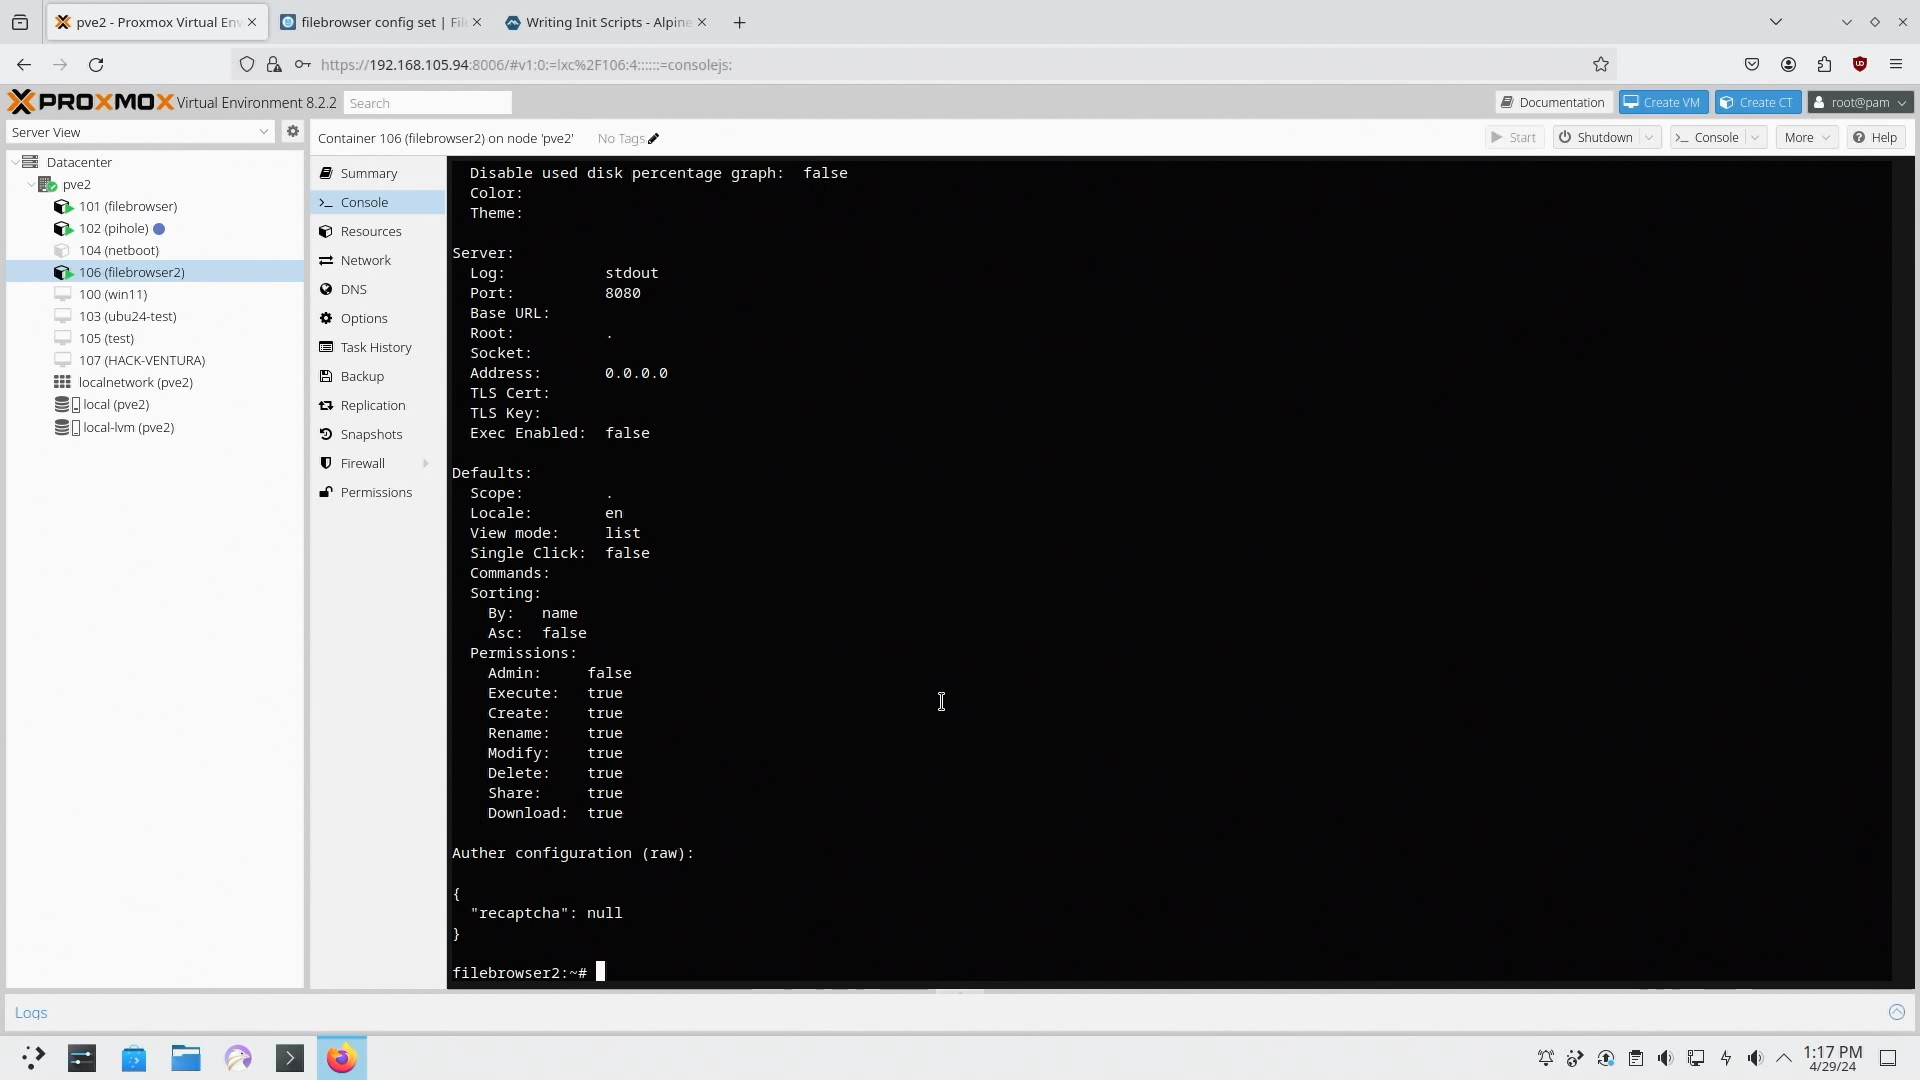 pve2 - Proxmox Virtual En
filebrowser config set | Fil
Writing Init Scripts - Alpine
https://192.168.105.94:8006/#v1:0:=lxc%2F106:4::::::=consolejs:
PROXMOX Virtual Environment 8.2.2
Search
Documentation
Create VM
Create CT
root@pam
Server View
Container 106 (filebrowser2) on node 'pve2'
No Tags
Start
Shutdown
Console
More
Help
Datacenter
pve2
101 (filebrowser)
102 (pihole)
104 (netboot)
106 (filebrowser2)
100 (win11)
103 (ubu24-test)
105 (test)
107 (HACK-VENTURA)
localnetwork (pve2)
local (pve2)
local-lvm (pve2)
Summary
Console
Resources
Network
DNS
Options
Task History
Backup
Replication
Snapshots
Firewall
Permissions
Disable used disk percentage graph: false
Color:
Theme:
Server:
Log: stdout
Port: 8080
Base URL:
Root: .
Socket:
Address: 0.0.0.0
TLS Cert:
TLS Key:
Exec Enabled: false
Defaults:
Scope: .
Locale: en
View mode: list
Single Click: false
Commands:
Sorting:
By: name
Asc: false
Permissions:
Admin: false
Execute: true
Create: true
Rename: true
Modify: true
Delete: true
Share: true
Download: true
Auther configuration (raw):
{
"recaptcha": null
}
filebrowser2:~#
Logs
1:17 PM
4/29/24